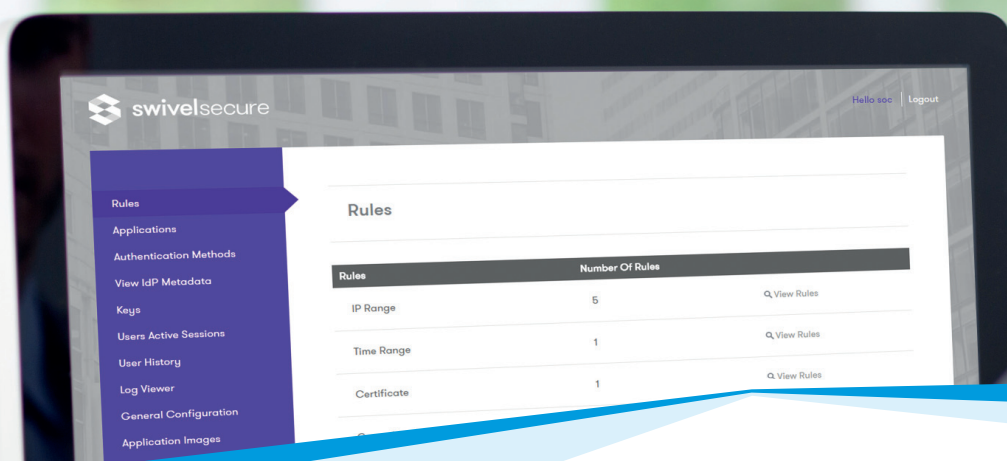 swivelsecure
Hello soc | Logout
Rules
Applications
Authentication Methods
View IdP Metadata
Keys
Users Active Sessions
User History
Log Viewer
General Configuration
Application Images
Rules
Rules Number Of Rules
IP Range 5 View Rules
Time Range 1 View Rules
Certificate 1 View Rules